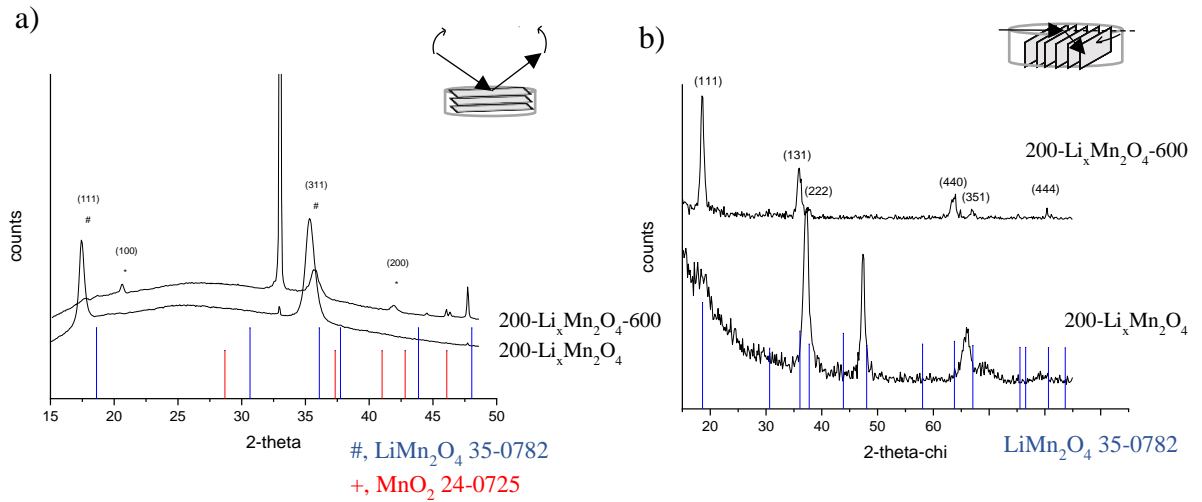 a)
(111)
#
(100)
*
(311)
#
(200)
*
counts
200-LiₓMn₂O₄-600
200-LiₓMn₂O₄
15 20 25 30 35 40 45 50
2-theta
#, LiMn₂O₄ 35-0782
+, MnO₂ 24-0725
b)
(111)
(131)
(222)
(440)
(351)
(444)
200-LiₓMn₂O₄-600
counts
200-LiₓMn₂O₄
20 30 40 50 60
2-theta-chi
LiMn₂O₄ 35-0782